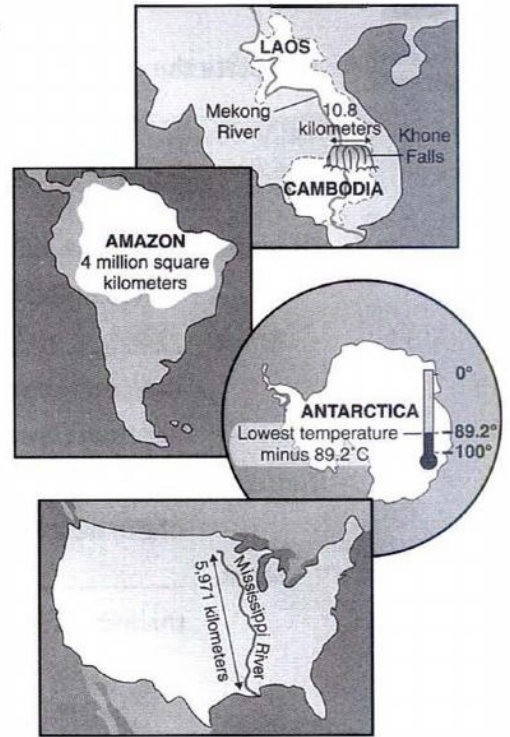 LAOS
Mekong
River
10.8
kilometers
Khone
Falls
CAMBODIA
AMAZON
4 million square
kilometers
ANTARCTICA
Lowest temperature
minus 89.2°C
0°
-89.2°
-100°
5,971 kilometers
Mississippi River